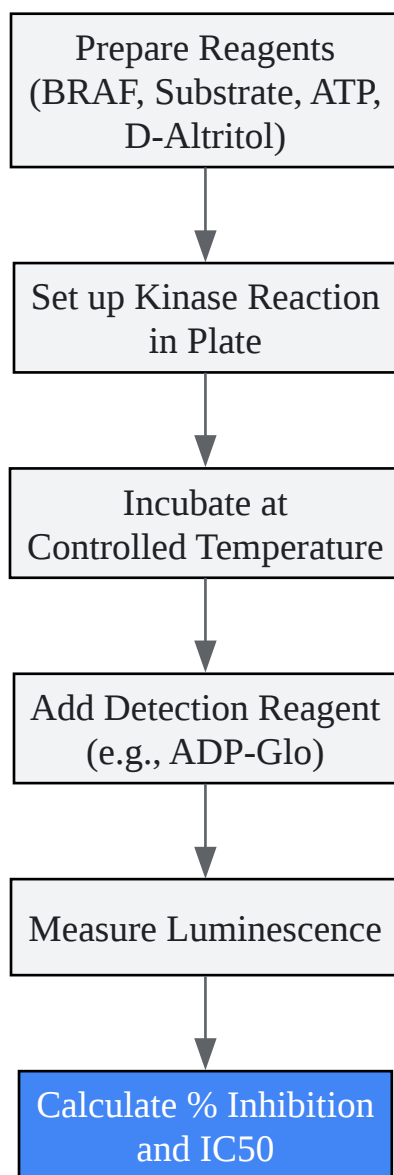 Prepare Reagents
(BRAF, Substrate, ATP,
D-Altritol)
Set up Kinase Reaction
in Plate
Incubate at
Controlled Temperature
Add Detection Reagent
(e.g., ADP-Glo)
Measure Luminescence
Calculate % Inhibition
and IC50